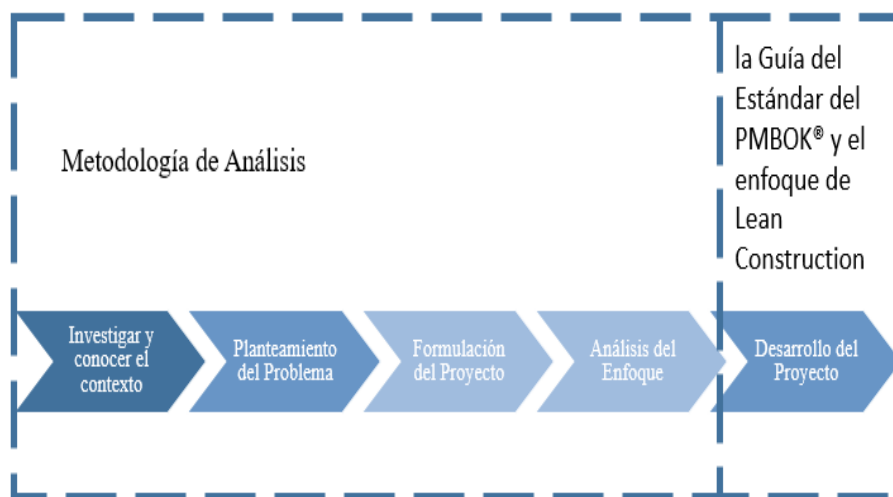 la Guía del
Estándar del
PMBOK® y el
enfoque de
Lean
Construction
Metodología de Análisis
Investigar y
conocer el
contexto
Planteamiento
del Problema
Formulación
del Proyecto
Análisis del
Enfoque
Desarrollo del
Proyecto